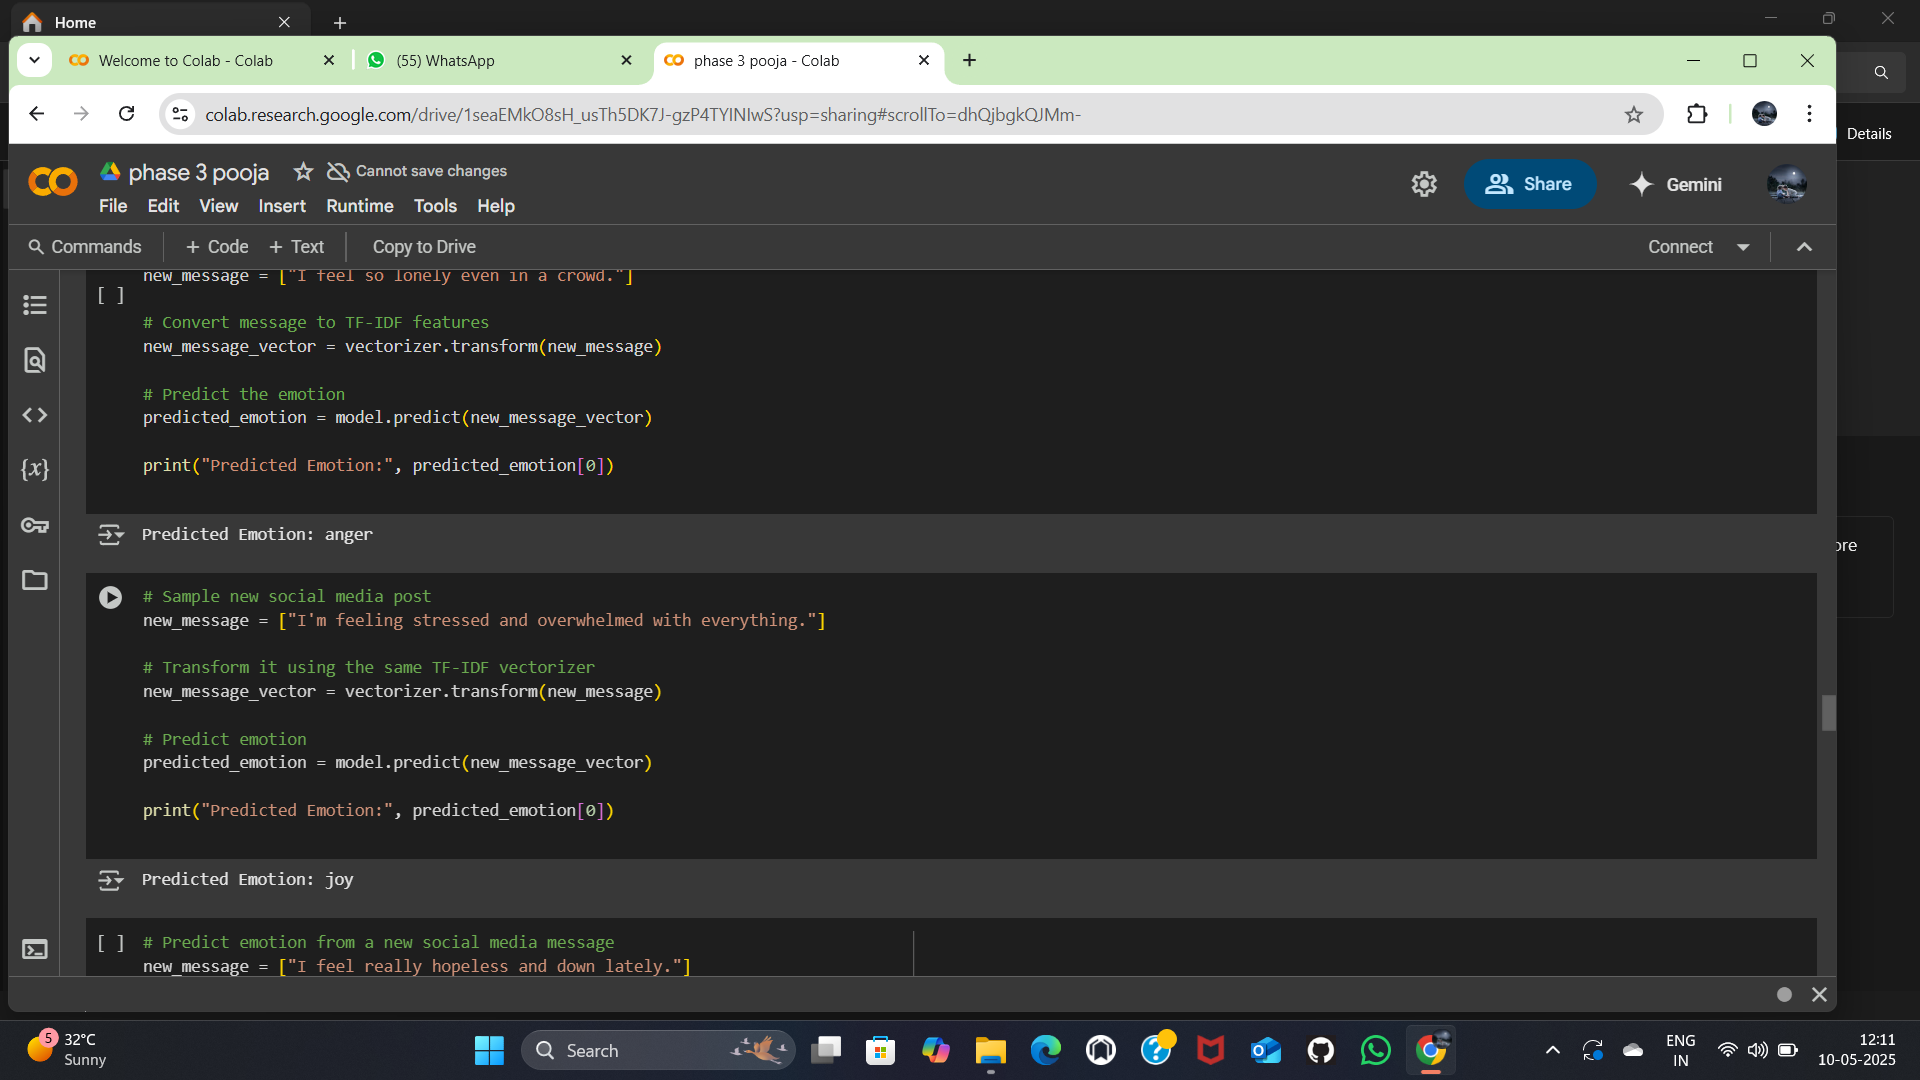 Home
Welcome to Colab - Colab
(55) WhatsApp
phase 3 pooja - Colab
colab.research.google.com/drive/1seaEMkO8sH_usTh5DK7J-gzP4TYINIwS?usp=sharing#scrollTo=dhQjbgkQJMm-
Details
phase 3 pooja
Cannot save changes
File Edit View Insert Runtime Tools Help
Share
Gemini
Commands + Code + Text Copy to Drive
Connect
new_message = ["I feel so lonely even in a crowd."]
[ ]
# Convert message to TF-IDF features
new_message_vector = vectorizer.transform(new_message)
# Predict the emotion
predicted_emotion = model.predict(new_message_vector)
print("Predicted Emotion:", predicted_emotion[0])
Predicted Emotion: anger
ore
# Sample new social media post
new_message = ["I'm feeling stressed and overwhelmed with everything."]
# Transform it using the same TF-IDF vectorizer
new_message_vector = vectorizer.transform(new_message)
# Predict emotion
predicted_emotion = model.predict(new_message_vector)
print("Predicted Emotion:", predicted_emotion[0])
Predicted Emotion: joy
[ ] # Predict emotion from a new social media message
new_message = ["I feel really hopeless and down lately."]
5
32°C
Sunny
Search
ENG
IN
12:11
10-05-2025